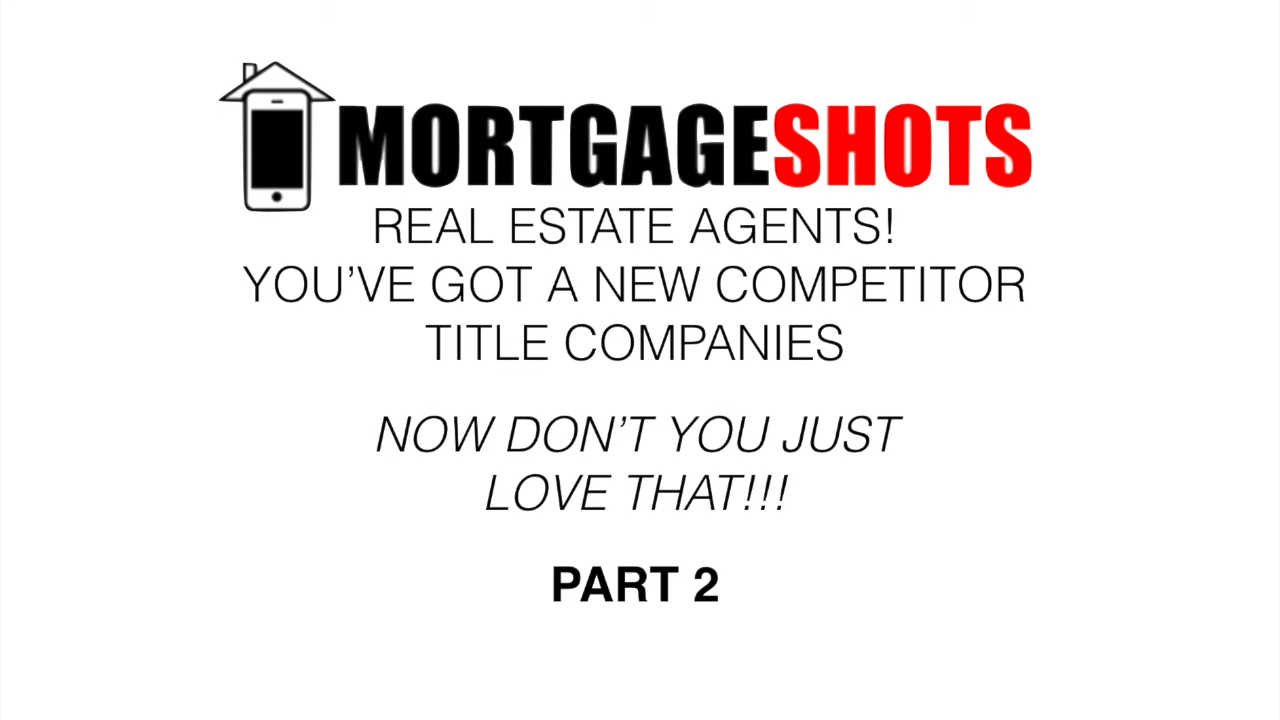 MORTGAGESHOTS
REAL ESTATE AGENTS!
YOU’VE GOT A NEW COMPETITOR
TITLE COMPANIES
NOW DON’T YOU JUST
LOVE THAT!!!
PART 2